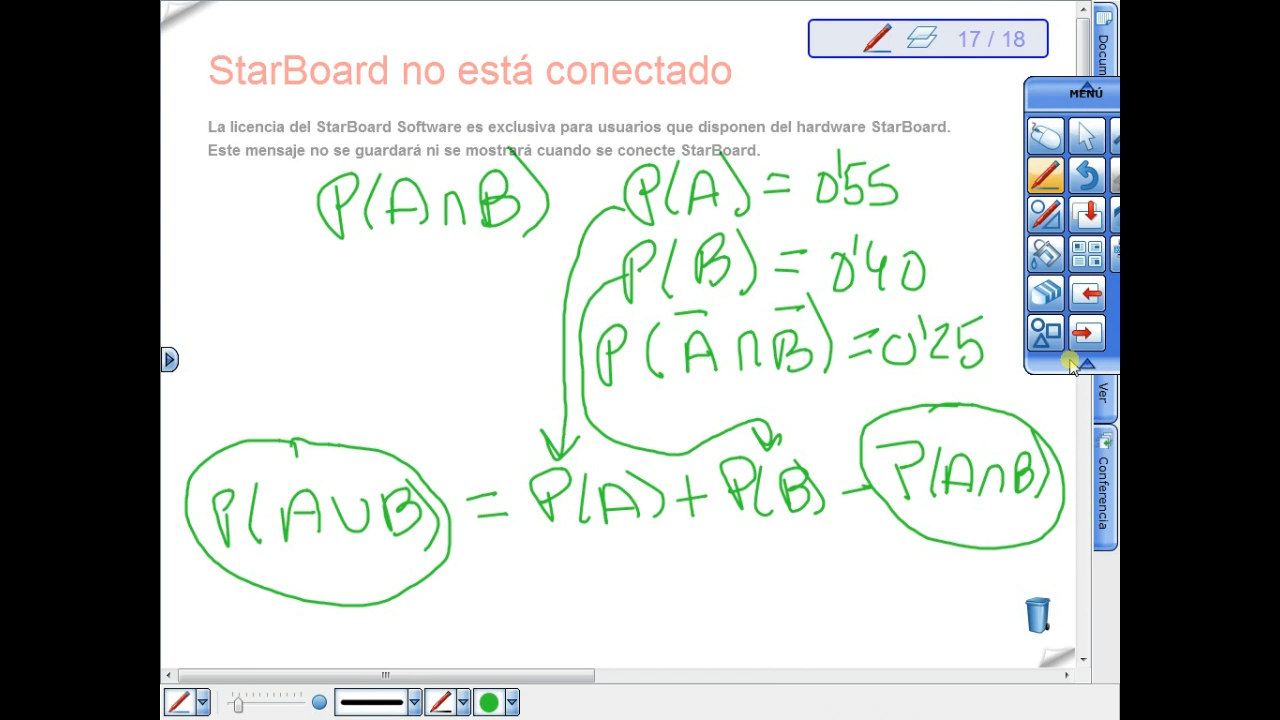 17 / 18
StarBoard no está conectado
La licencia del StarBoard Software es exclusiva para usuarios que disponen del hardware StarBoard.
Este mensaje no se guardará ni se mostrará cuando se conecte StarBoard.
MENÚ
Docum
P(A∩B)
P(A) = 0'55
P(B) = 0'40
P(A̅∩B̅) = 0'25
Ver
P(A∪B) = P(A) + P(B) - P(A∩B)
Conferencia